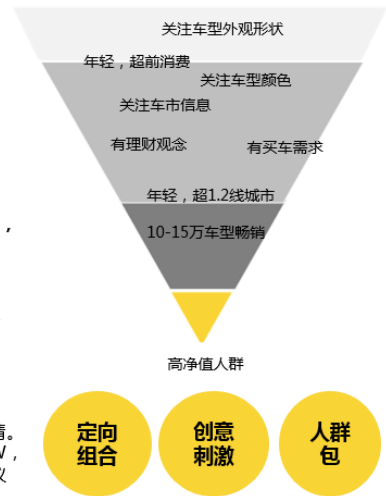 关注车型外观形状
年轻，超前消费
关注车型颜色
关注车市信息
有理财观念
有买车需求
年轻，超1.2线城市
10-15万车型畅销
，
高净值人群
情。
，
定向
组合
创意
刺激
人群
包